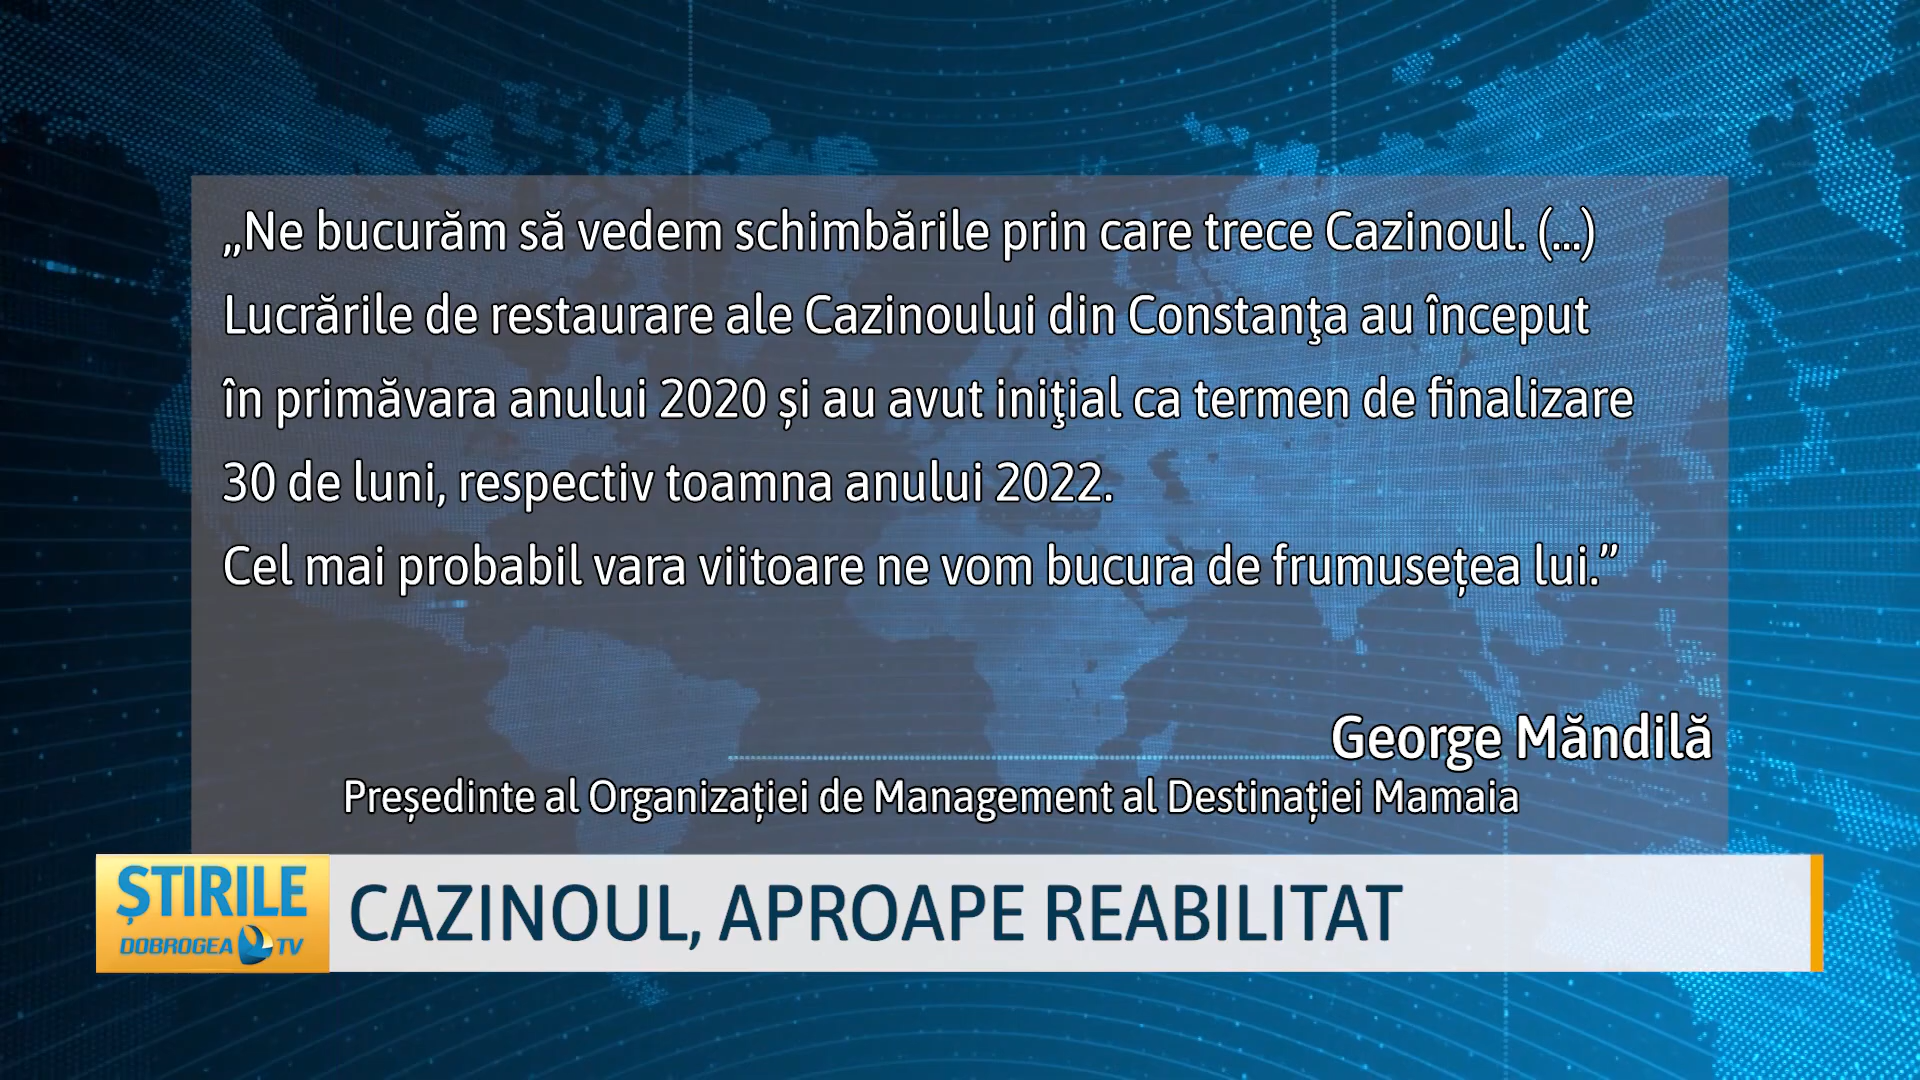 „Ne bucurăm să vedem schimbările prin care trece Cazinoul. (...)
Lucrările de restaurare ale Cazinoului din Constanţa au început
în primăvara anului 2020 și au avut iniţial ca termen de finalizare
30 de luni, respectiv toamna anului 2022.
Cel mai probabil vara viitoare ne vom bucura de frumusețea lui.”
George Măndilă
Președinte al Organizației de Management al Destinației Mamaia
ȘTIRILE
DOBROGEA TV
CAZINOUL, APROAPE REABILITAT